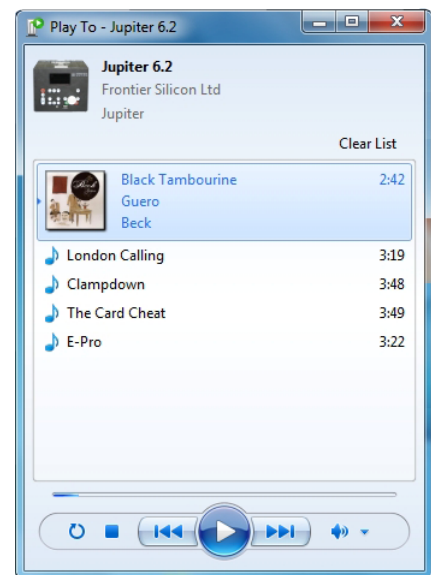 Play To - Jupiter 6.2
Jupiter 6.2
Frontier Silicon Ltd
Jupiter
Clear List
Black Tambourine 2:42
Guero
Beck
London Calling 3:19
Clampdown 3:48
The Card Cheat 3:49
E-Pro 3:22